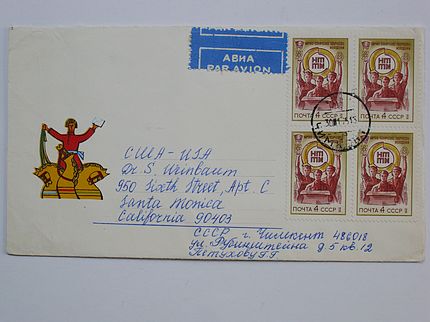 АВИА
PAR AVION
НТТМ
НТТМ
ПОЧТА 4 СССР
ПОЧТА 4 СССР
НТТМ
НТТМ
ПОЧТА 4 СССР
ПОЧТА 4 СССР
США - USA
Dr S. Weinbaum
950 Sixth Street, Apt. C
Santa Monica
California 90403
СССР г. Чимкент 486018
ул. Рубинштейна д. 5 кв. 12